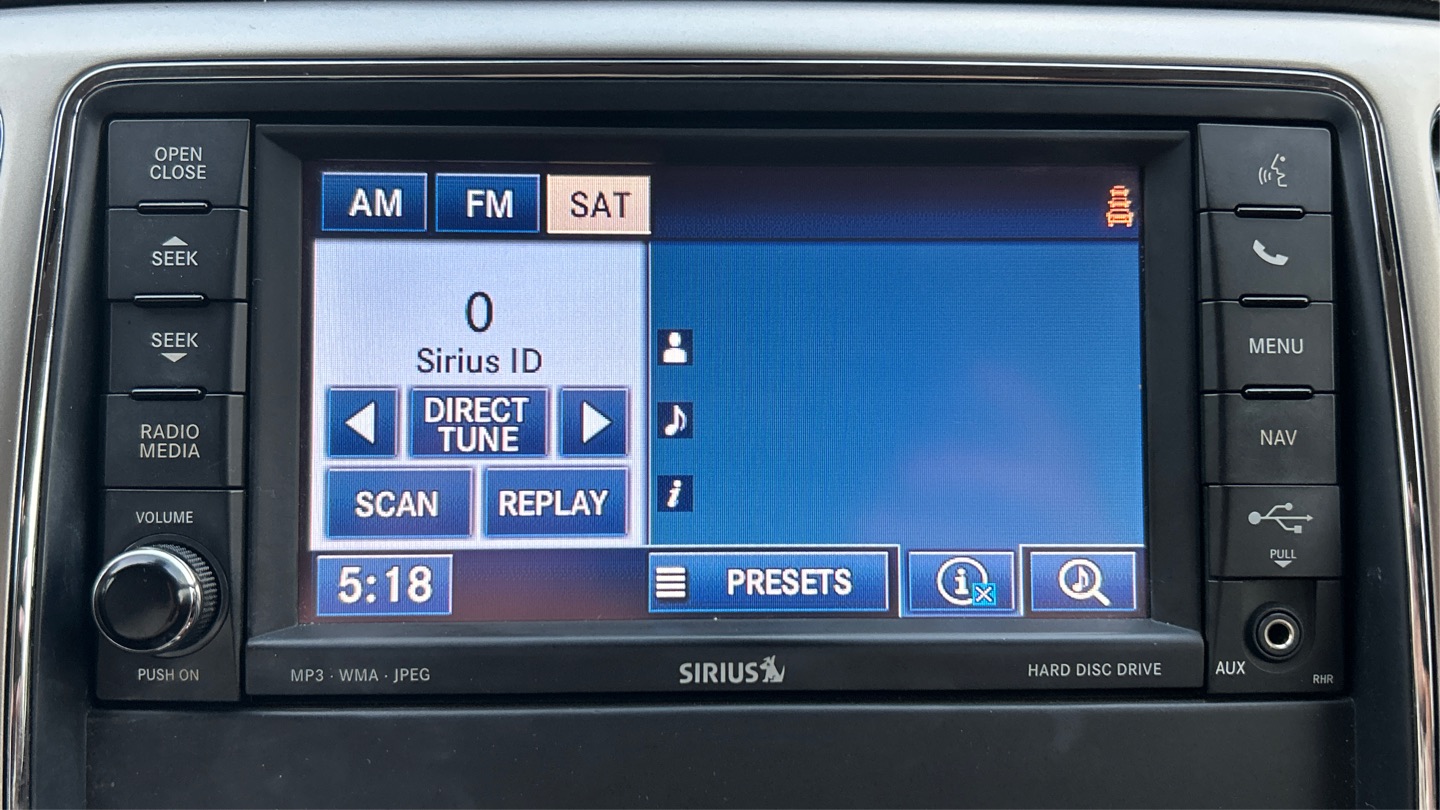 OPEN
CLOSE
SEEK
SEEK
RADIO
MEDIA
VOLUME
PUSH ON
AM FM SAT
0
Sirius ID
DIRECT
TUNE
SCAN REPLAY
5:18 PRESETS
MP3 · WMA · JPEG SIRIUS HARD DISC DRIVE
MENU
NAV
PULL
AUX
RHR